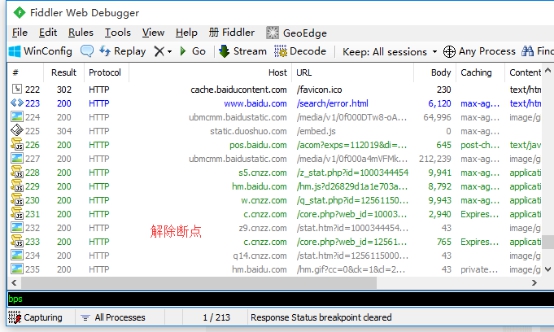 Fiddler Web Debugger
File Edit Rules Tools View Help Fiddler GeoEdge
WinConfig Replay Go Stream Decode Keep: All sessions Any Process Find
# Result Protocol Host URL Body Caching Content
222 302 HTTP cache.baiducontent.com /favicon.ico 230 text/htm
223 200 HTTP www.baidu.com /search/error.html 6,120 max-ag... text/htm
224 200 HTTP ubmcmm.baidustatic.com /media/v1/0f000DTw8-oA... 64,996 max-ag... image/g
225 304 HTTP static.duoshuo.com /embed.js 0 max-ag...
226 200 HTTP pos.baidu.com /acom?exps=112019&di=... 645 post-ch... text/jav
227 200 HTTP ubmcmm.baidustatic.com /media/v1/0f000a4mVFMk... 212,239 max-ag... image/g
228 200 HTTP s5.cnzz.com /z_stat.php?id=1000344454 9,941 max-ag... applicati
229 200 HTTP hm.baidu.com /hm.js?d26829d1a1e703a... 8,792 max-ag... applicati
230 200 HTTP w.cnzz.com /q_stat.php?id=12561150... 9,943 max-ag... applicati
231 200 HTTP c.cnzz.com /core.php?web_id=10003... 2,940 Expires... applicati
232 200 HTTP z9.cnzz.com /stat.htm?id=1000344454... 43 image/g
233 200 HTTP c.cnzz.com /core.php?web_id=12561... 765 Expires... applicati
234 200 HTTP q14.cnzz.com /stat.htm?id=125611500... 43 image/g
235 200 HTTP hm.baidu.com /hm.gif?cc=0&ck=1&cl=2... 43 private... image/g
解除断点
bps
Capturing All Processes 1 / 213 Response Status breakpoint cleared